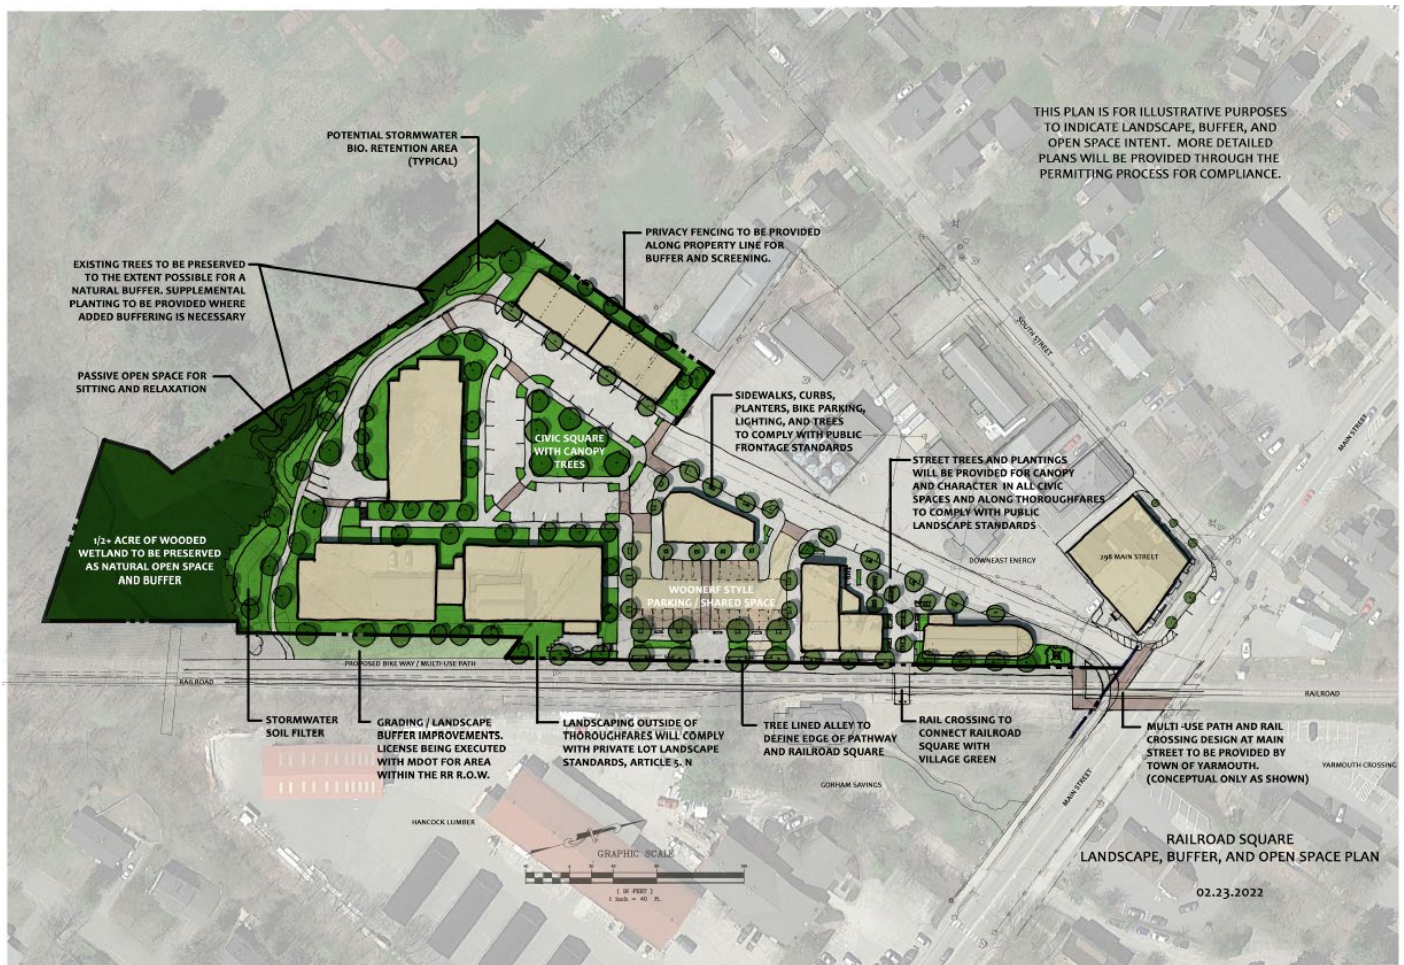 THIS PLAN IS FOR ILLUSTRATIVE PURPOSES
TO INDICATE LANDSCAPE, BUFFER, AND
OPEN SPACE INTENT. MORE DETAILED
PLANS WILL BE PROVIDED THROUGH THE
PERMITTING PROCESS FOR COMPLIANCE.
POTENTIAL STORMWATER
BIO. RETENTION AREA
(TYPICAL)
PRIVACY FENCING TO BE PROVIDED
ALONG PROPERTY LINE FOR
BUFFER AND SCREENING.
EXISTING TREES TO BE PRESERVED
TO THE EXTENT POSSIBLE FOR A
NATURAL BUFFER. SUPPLEMENTAL
PLANTING TO BE PROVIDED WHERE
ADDED BUFFERING IS NECESSARY
PASSIVE OPEN SPACE FOR
SITTING AND RELAXATION
SOUTH STREET
MAIN STREET
SIDEWALKS, CURBS,
PLANTERS, BIKE PARKING,
LIGHTING, AND TREES
TO COMPLY WITH PUBLIC
FRONTAGE STANDARDS
CIVIC SQUARE
WITH CANOPY
TREES
STREET TREES AND PLANTINGS
WILL BE PROVIDED FOR CANOPY
AND CHARACTER IN ALL CIVIC
SPACES AND ALONG THOROUGHFARES
TO COMPLY WITH PUBLIC
LANDSCAPE STANDARDS
1/2+ ACRE OF WOODED
WETLAND TO BE PRESERVED
AS NATURAL OPEN SPACE
AND BUFFER
DOWNEAST ENERGY
298 MAIN STREET
WOONERF STYLE
PARKING / SHARED SPACE
PROPOSED BIKE WAY / MULTI-USE PATH
RAILROAD
RAILROAD
STORMWATER
SOIL FILTER
GRADING / LANDSCAPE
BUFFER IMPROVEMENTS.
LICENSE BEING EXECUTED
WITH MDOT FOR AREA
WITHIN THE RR R.O.W.
LANDSCAPING OUTSIDE OF
THOROUGHFARES WILL COMPLY
WITH PRIVATE LOT LANDSCAPE
STANDARDS, ARTICLE 5. N
TREE LINED ALLEY TO
DEFINE EDGE OF PATHWAY
AND RAILROAD SQUARE
RAIL CROSSING TO
CONNECT RAILROAD
SQUARE WITH
VILLAGE GREEN
MULTI -USE PATH AND RAIL
CROSSING DESIGN AT MAIN
STREET TO BE PROVIDED BY
TOWN OF YARMOUTH.
(CONCEPTUAL ONLY AS SHOWN)
YARMOUTH CROSSING
MAIN STREET
GORHAM SAVINGS
HANCOCK LUMBER
GRAPHIC SCALE
( IN FEET )
1 inch = 40 ft.
RAILROAD SQUARE
LANDSCAPE, BUFFER, AND OPEN SPACE PLAN
02.23.2022